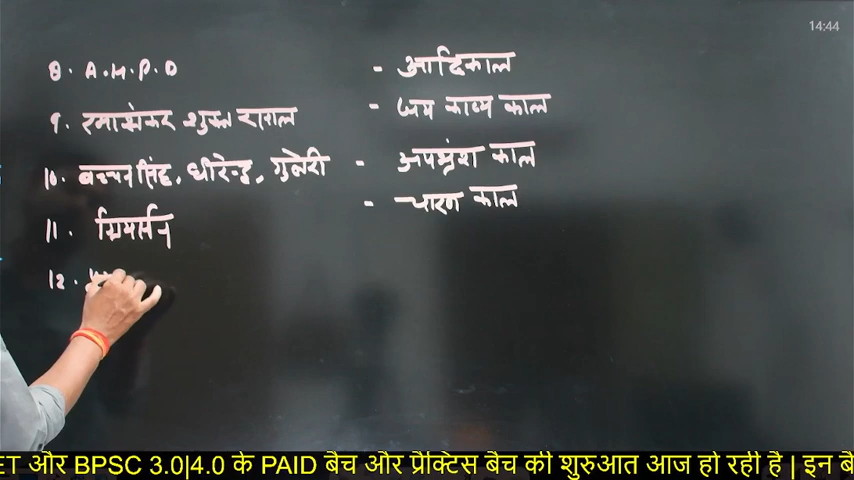 14:44
8. A.H.P.D - आदिकाल
9. रमाशंकर शुक्ल रसाल - जय काव्य काल
10. बच्चन सिंह, धीरेन्द्र, गुलेरी - अपभ्रंश काल
11. ग्रियर्सन - चारण काल
12.
ET और BPSC 3.0|4.0 के PAID बैच और प्रैक्टिस बैच की शुरुआत आज हो रही है | इन बै